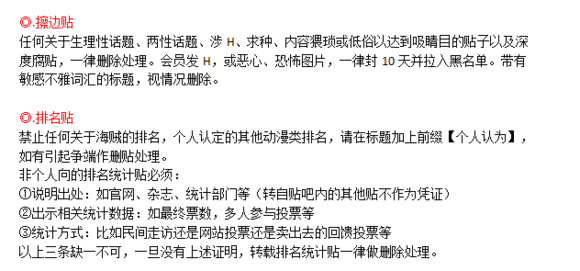 ◎.擦边贴
任何关于生理性话题、两性话题、涉 H、求种、内容猥琐或低俗以达到吸睛目的贴子以及深
度腐贴，一律删除处理。会员发 H，或恶心、恐怖图片，一律封 10 天并拉入黑名单。带有
敏感不雅词汇的标题，视情况删除。
◎.排名贴
禁止任何关于海贼的排名，个人认定的其他动漫类排名，请在标题加上前缀【个人认为】，
如有引起争端作删贴处理。
非个人向的排名统计贴必须：
①说明出处：如官网、杂志、统计部门等（转自贴吧内的其他贴不作为凭证）
②出示相关统计数据：如最终票数，多人参与投票等
③统计方式：比如民间走访还是网站投票还是卖出去的回馈投票等
以上三条缺一不可，一旦没有上述证明，转载排名统计贴一律做删除处理。